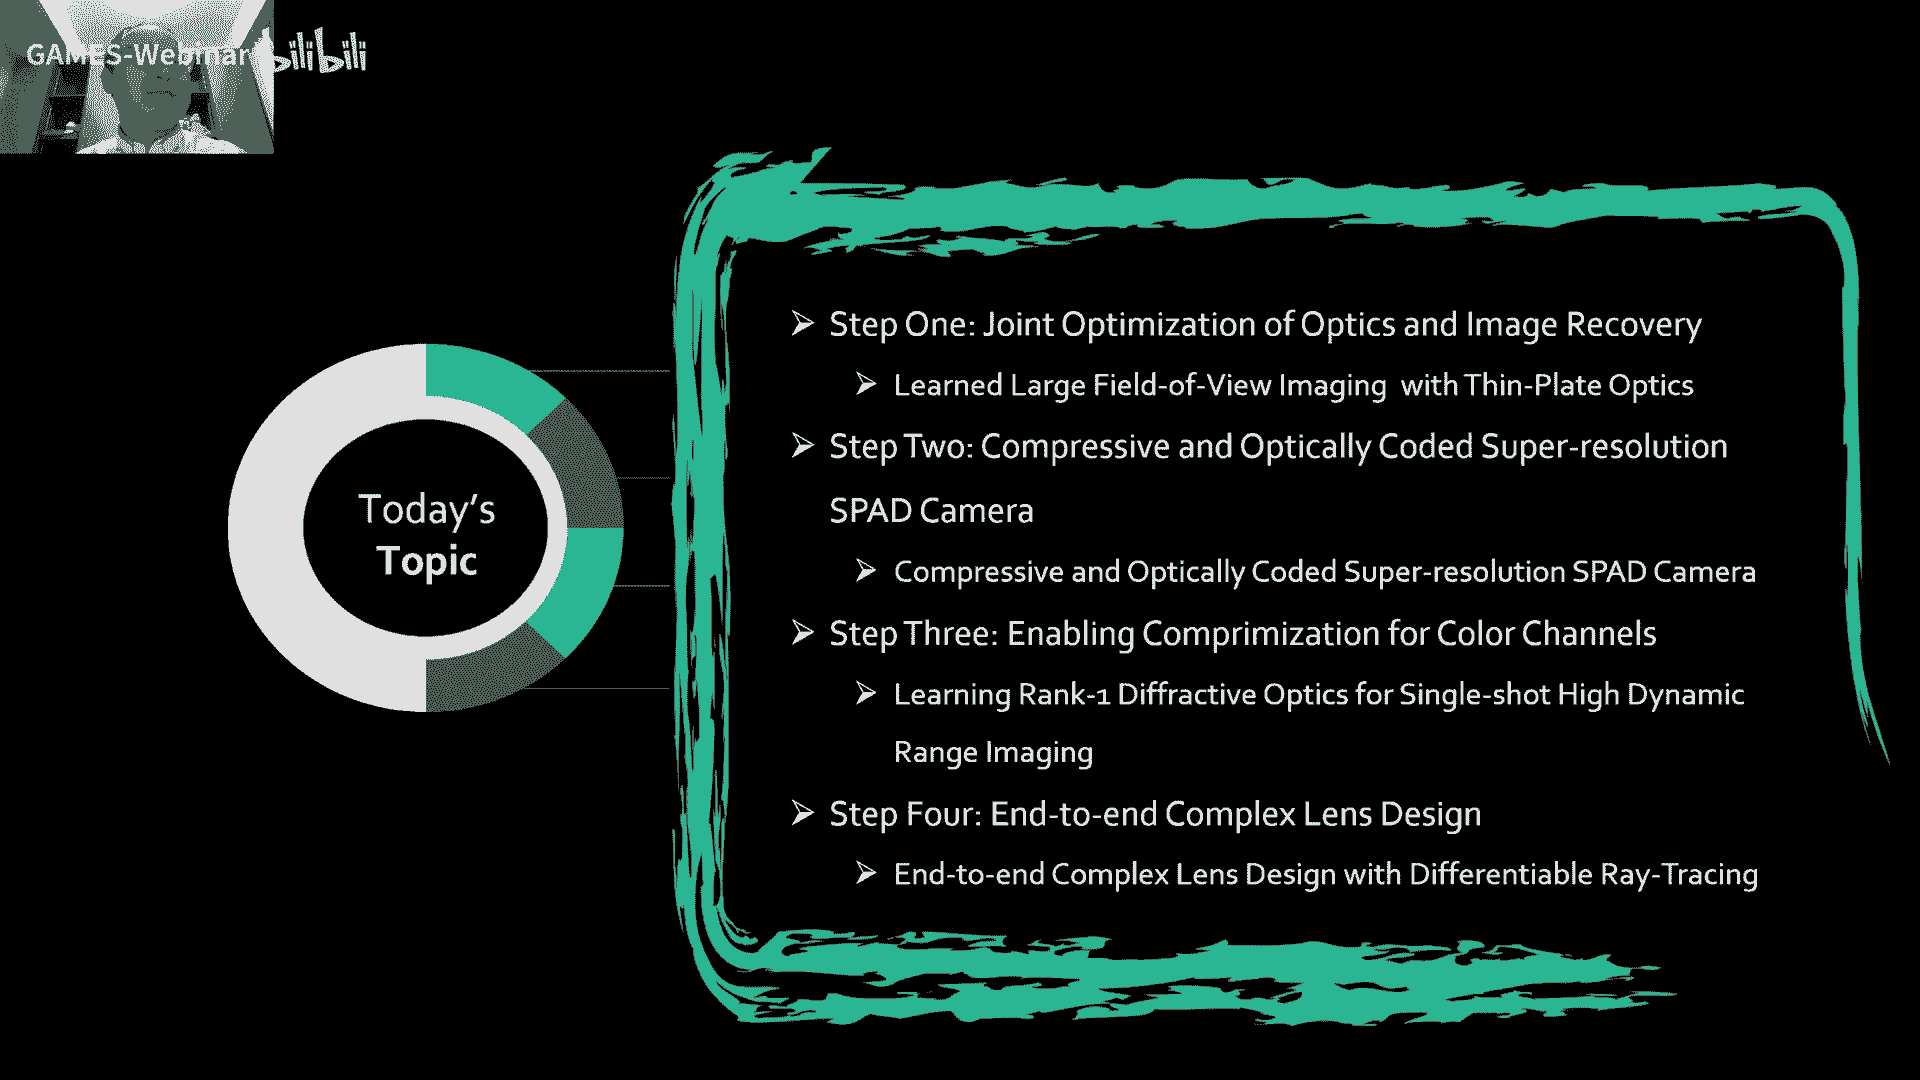 GAMES-Webinar bilibili
Today's
Topic
Step One: Joint Optimization of Optics and Image Recovery
Learned Large Field-of-View Imaging with Thin-Plate Optics
Step Two: Compressive and Optically Coded Super-resolution
SPAD Camera
Compressive and Optically Coded Super-resolution SPAD Camera
Step Three: Enabling Comprimization for Color Channels
Learning Rank-1 Diffractive Optics for Single-shot High Dynamic
Range Imaging
Step Four: End-to-end Complex Lens Design
End-to-end Complex Lens Design with Differentiable Ray-Tracing